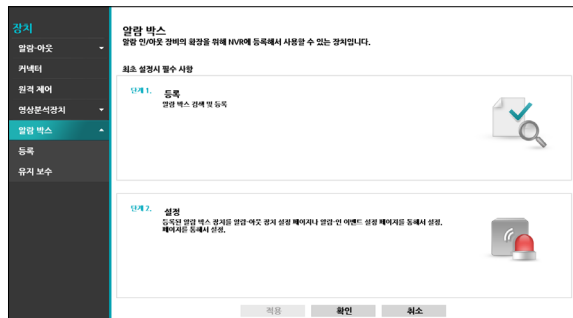 장치
알람-아웃
커넥터
원격 제어
영상분석장치
알람 박스
등록
유지 보수
알람 박스
알람 인/아웃 장비의 확장을 위해 NVR에 등록해서 사용할 수 있는 장치입니다.
최초 설정시 필수 사항
단계 1.
등록
알람 박스 검색 및 등록
단계 2.
설정
등록된 알람 박스 장치를 알람-아웃 장치 설정 페이지나 알람-인 이벤트 설정 페이지를 통해서 설정.
페이지를 통해서 설정.
적용
확인
취소